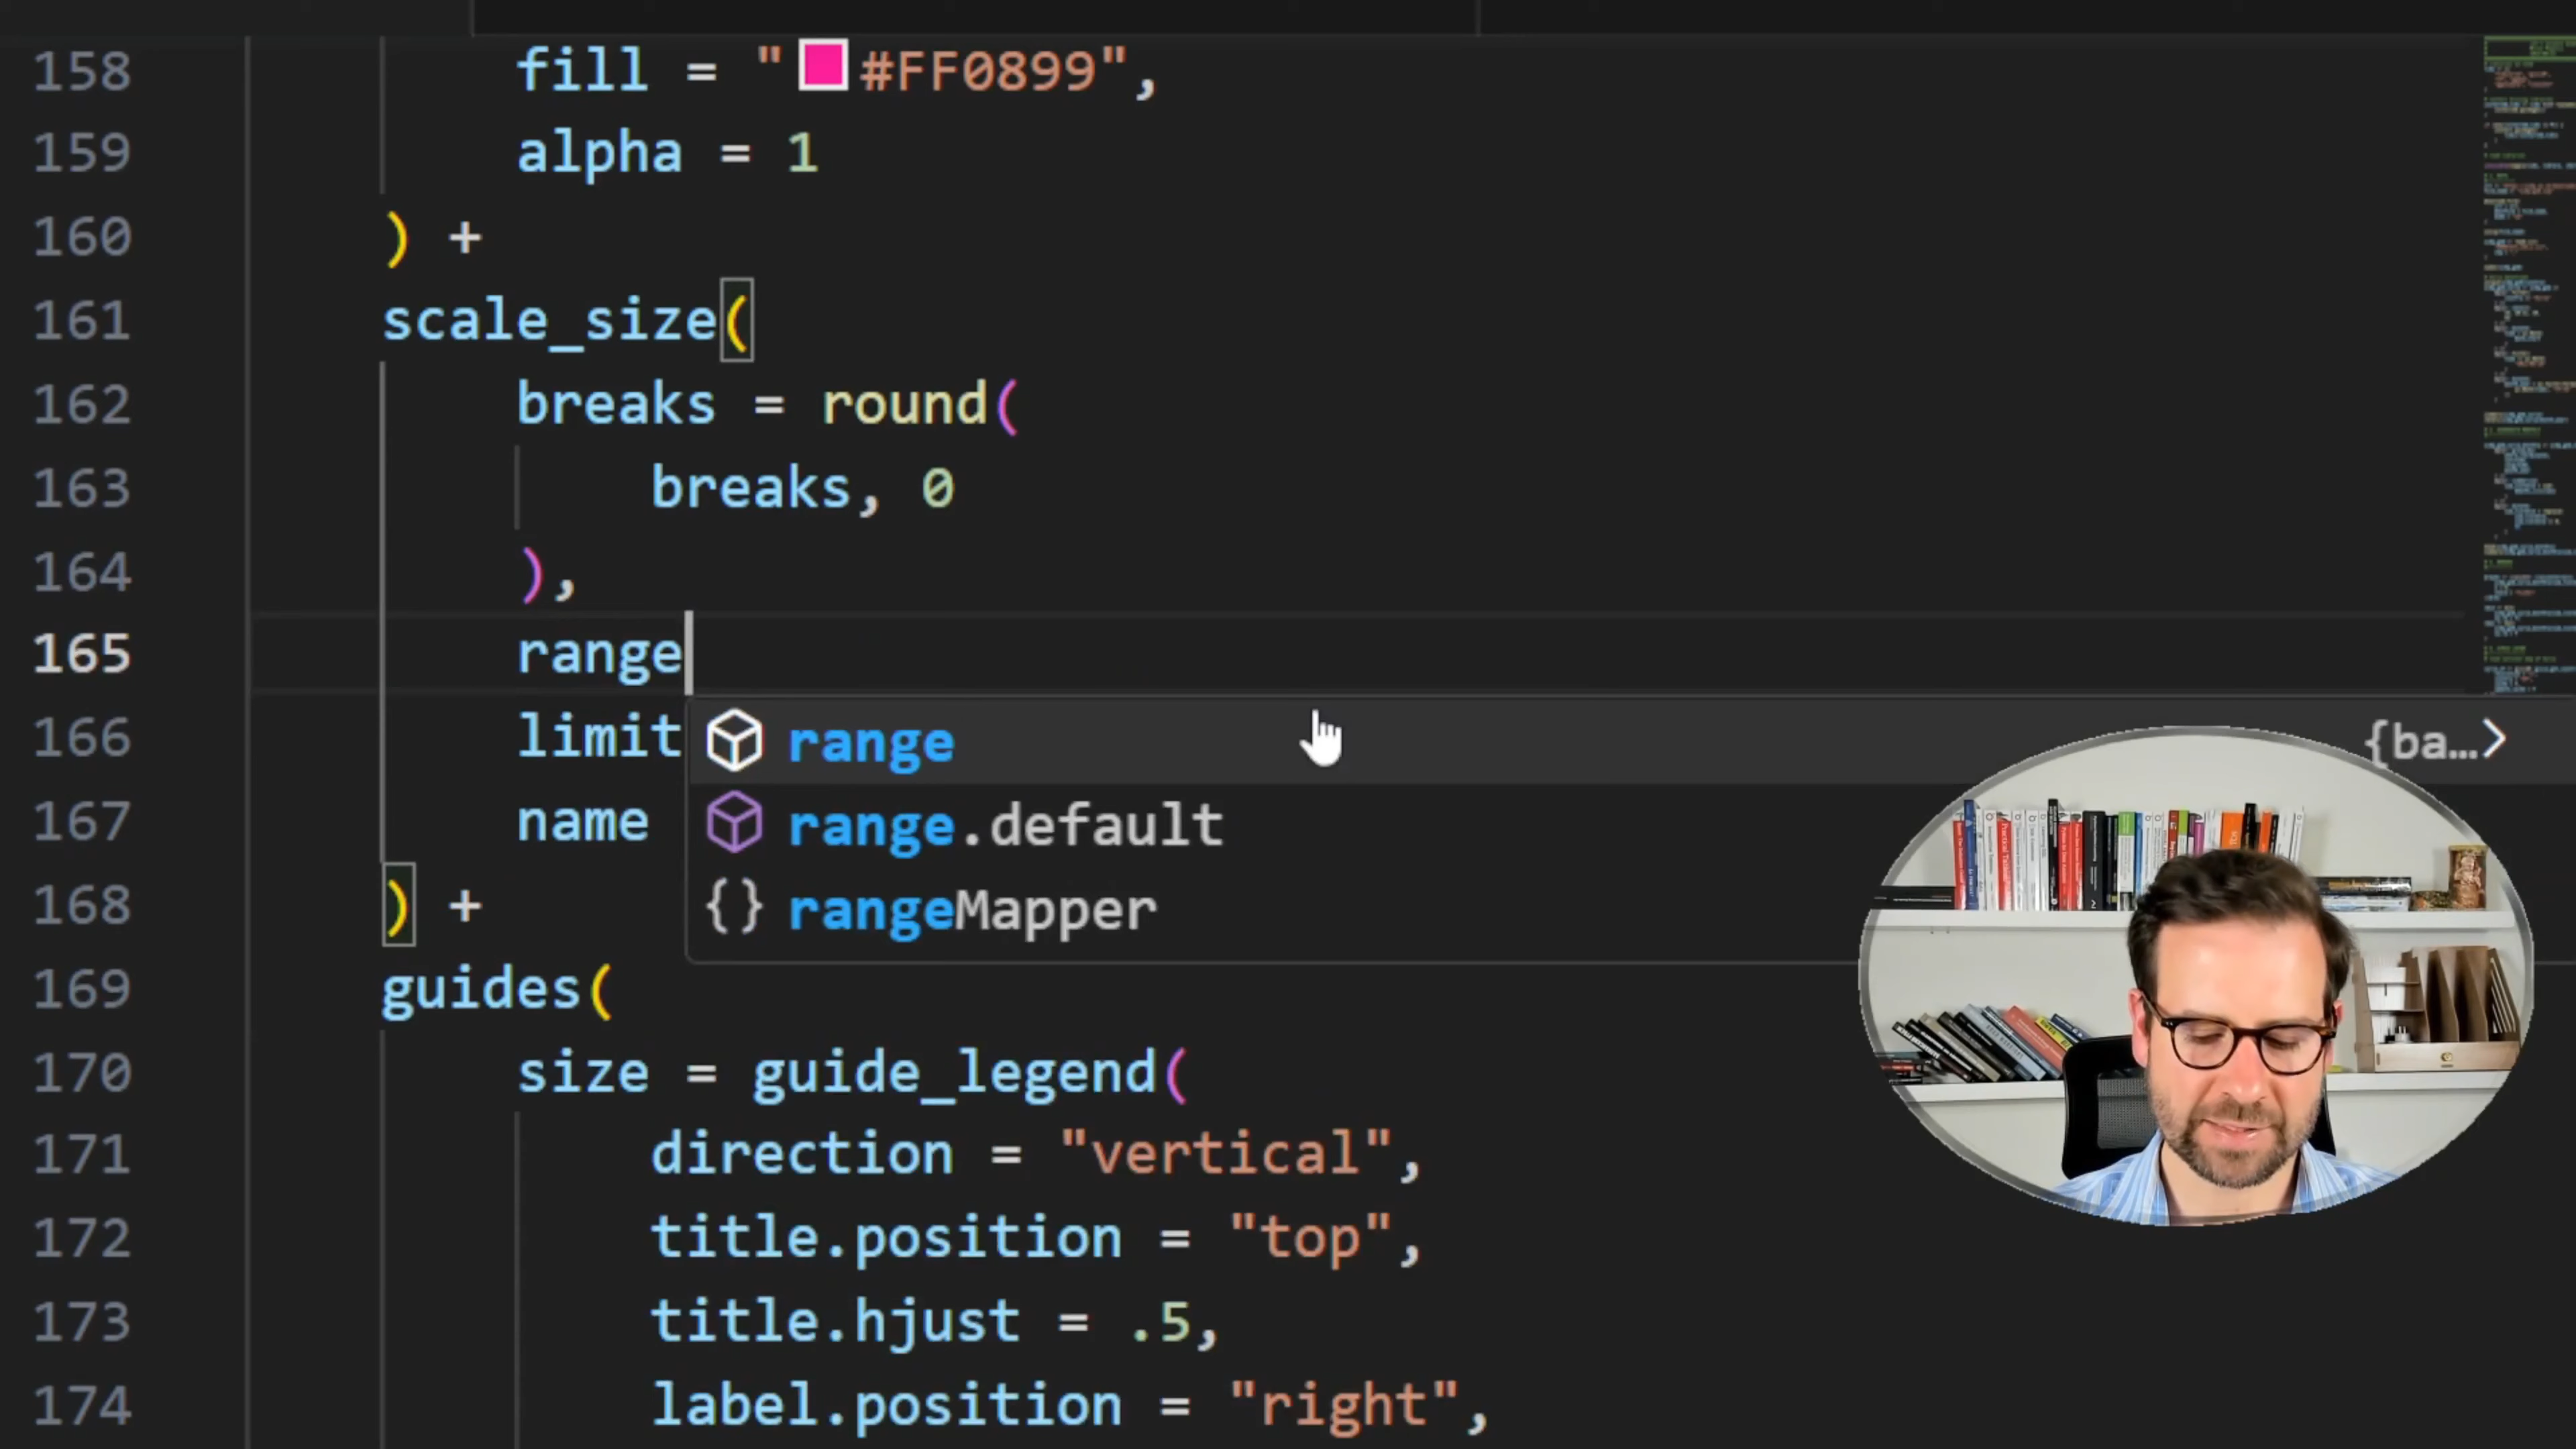 158 fill = "#FF0899",
159 alpha = 1
160 ) +
161 scale_size(
162 breaks = round(
163 breaks, 0
164 ),
165 range
166 limit
range {ba...>
range.default
167 name
rangeMapper
168 ) +
169 guides(
170 size = guide_legend(
171 direction = "vertical",
172 title.position = "top",
173 title.hjust = .5,
174 label.position = "right",